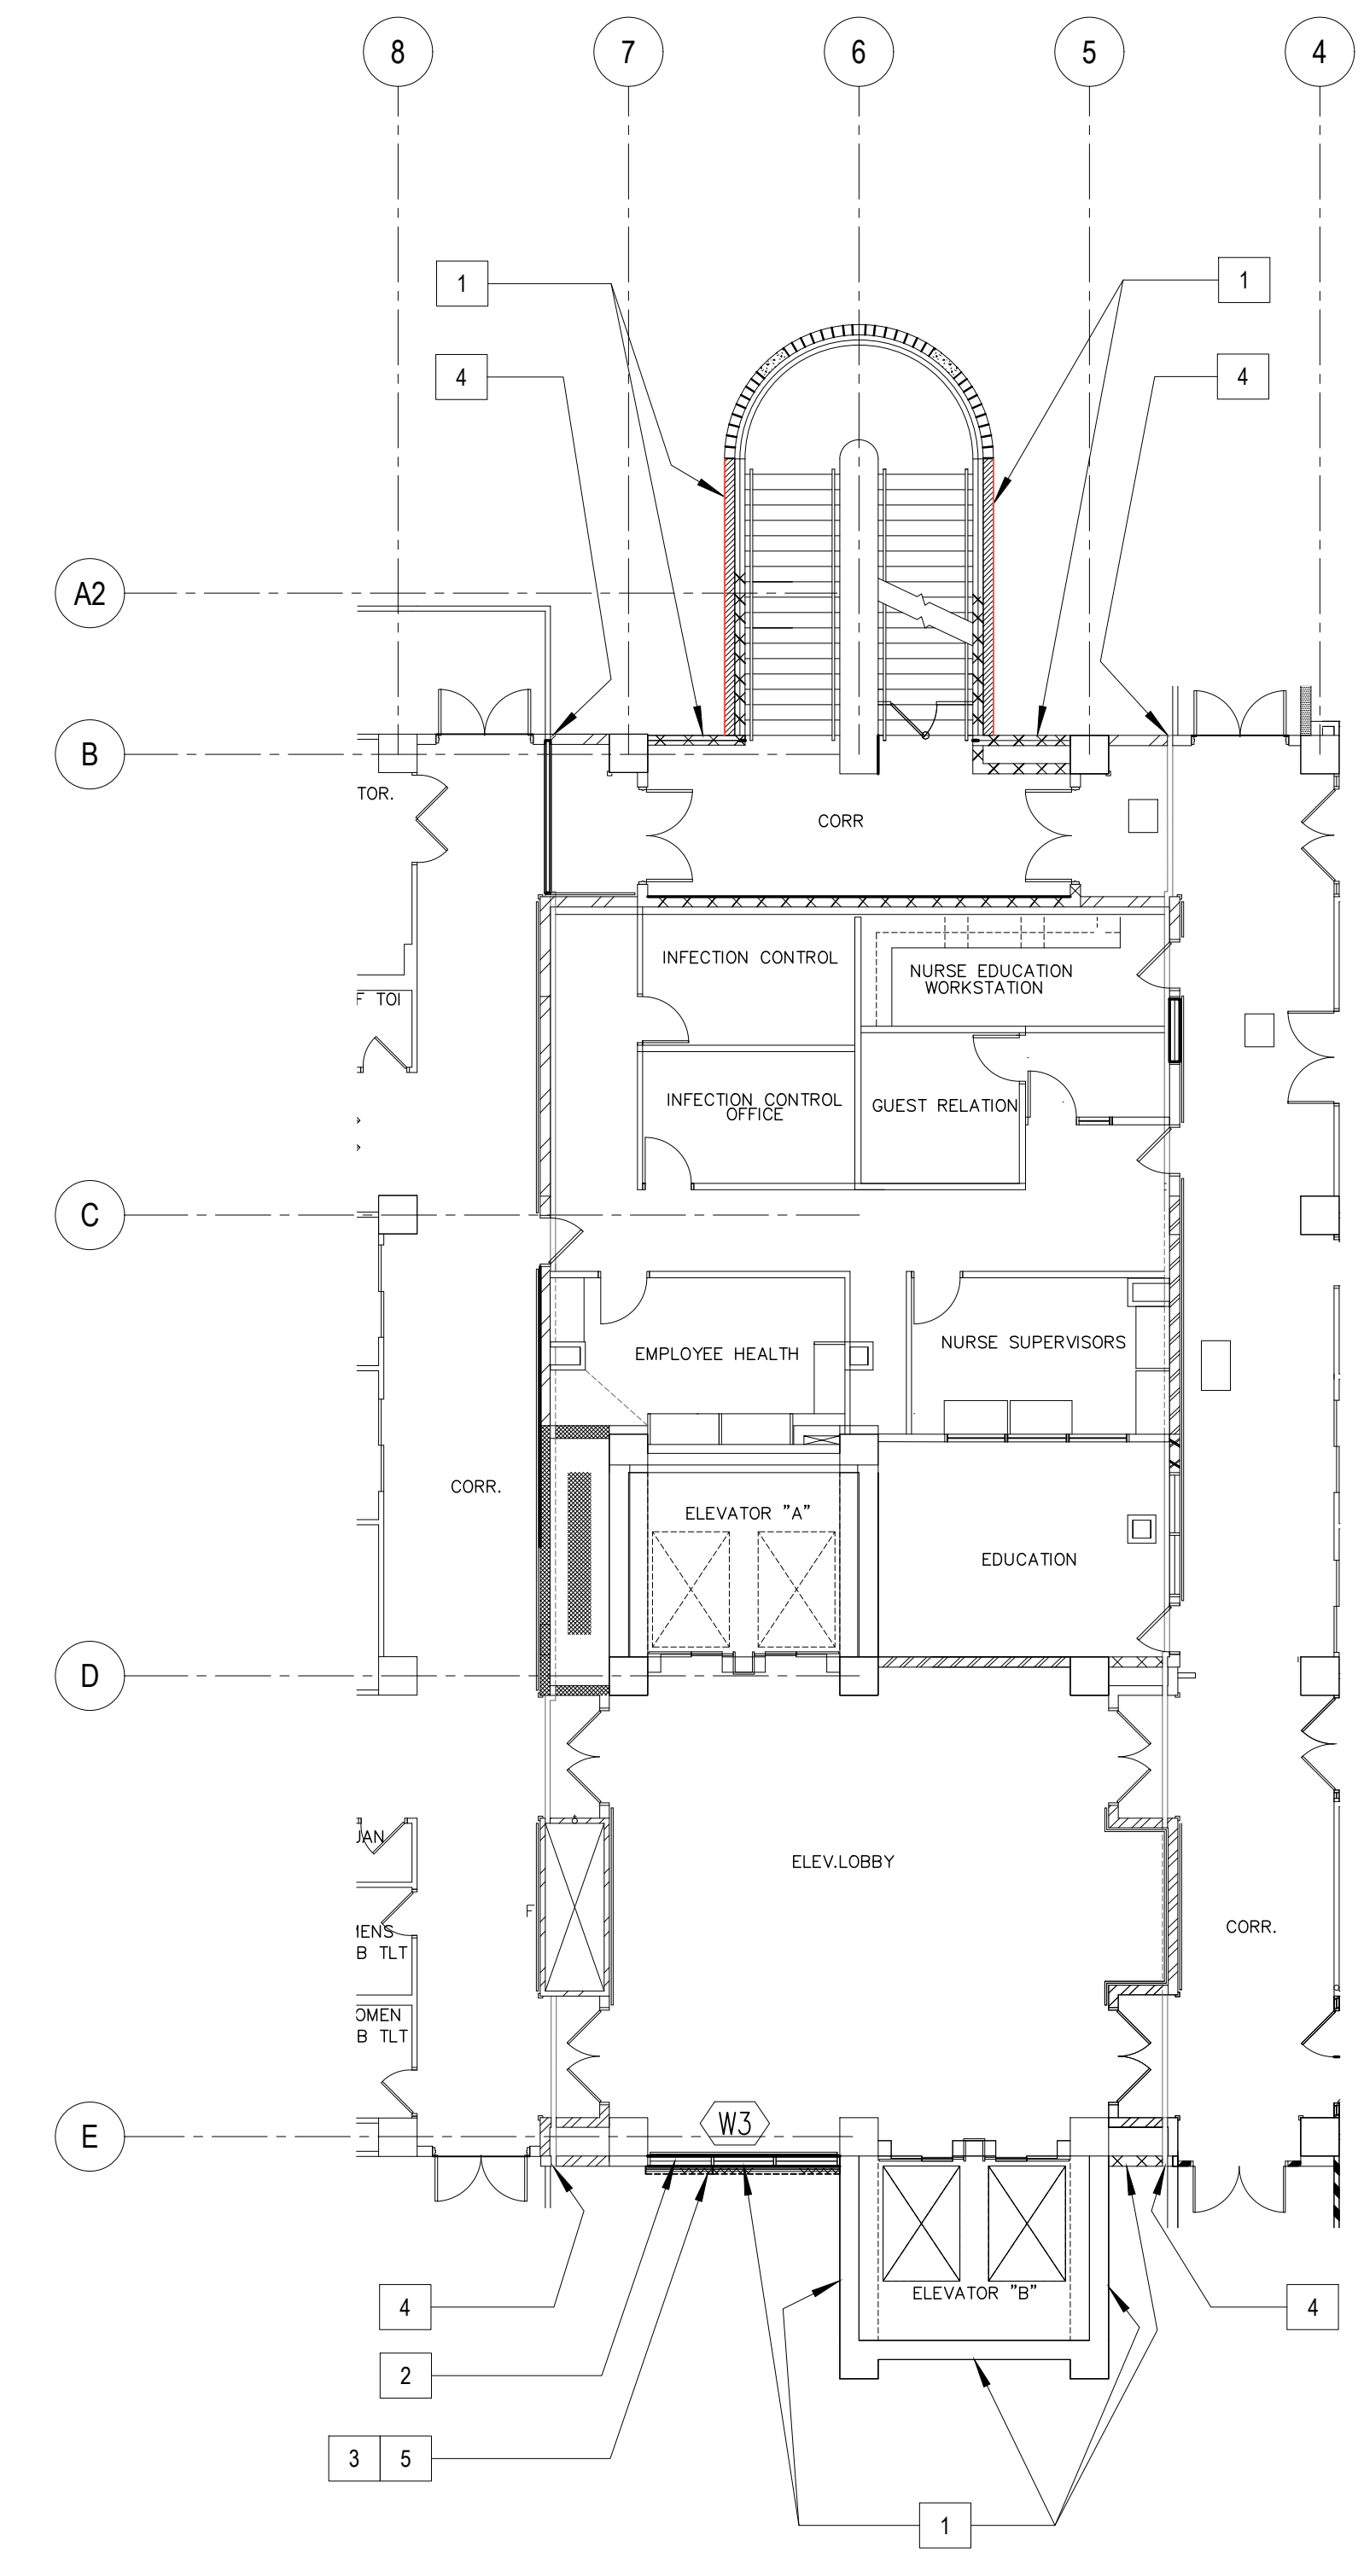 8 7 6 5 4
1 1
4 4
A2
B
TOR.
CORR
INFECTION CONTROL
NURSE EDUCATION
WORKSTATION
F TOI
INFECTION CONTROL
OFFICE
GUEST RELATION
C
NURSE SUPERVISORS
EMPLOYEE HEALTH
CORR.
ELEVATOR "A"
EDUCATION
D
JAN
ELEV.LOBBY
F
MENS
B TLT
CORR.
OMEN
B TLT
E
W3
ELEVATOR "B"
4 4
2
3 5
1